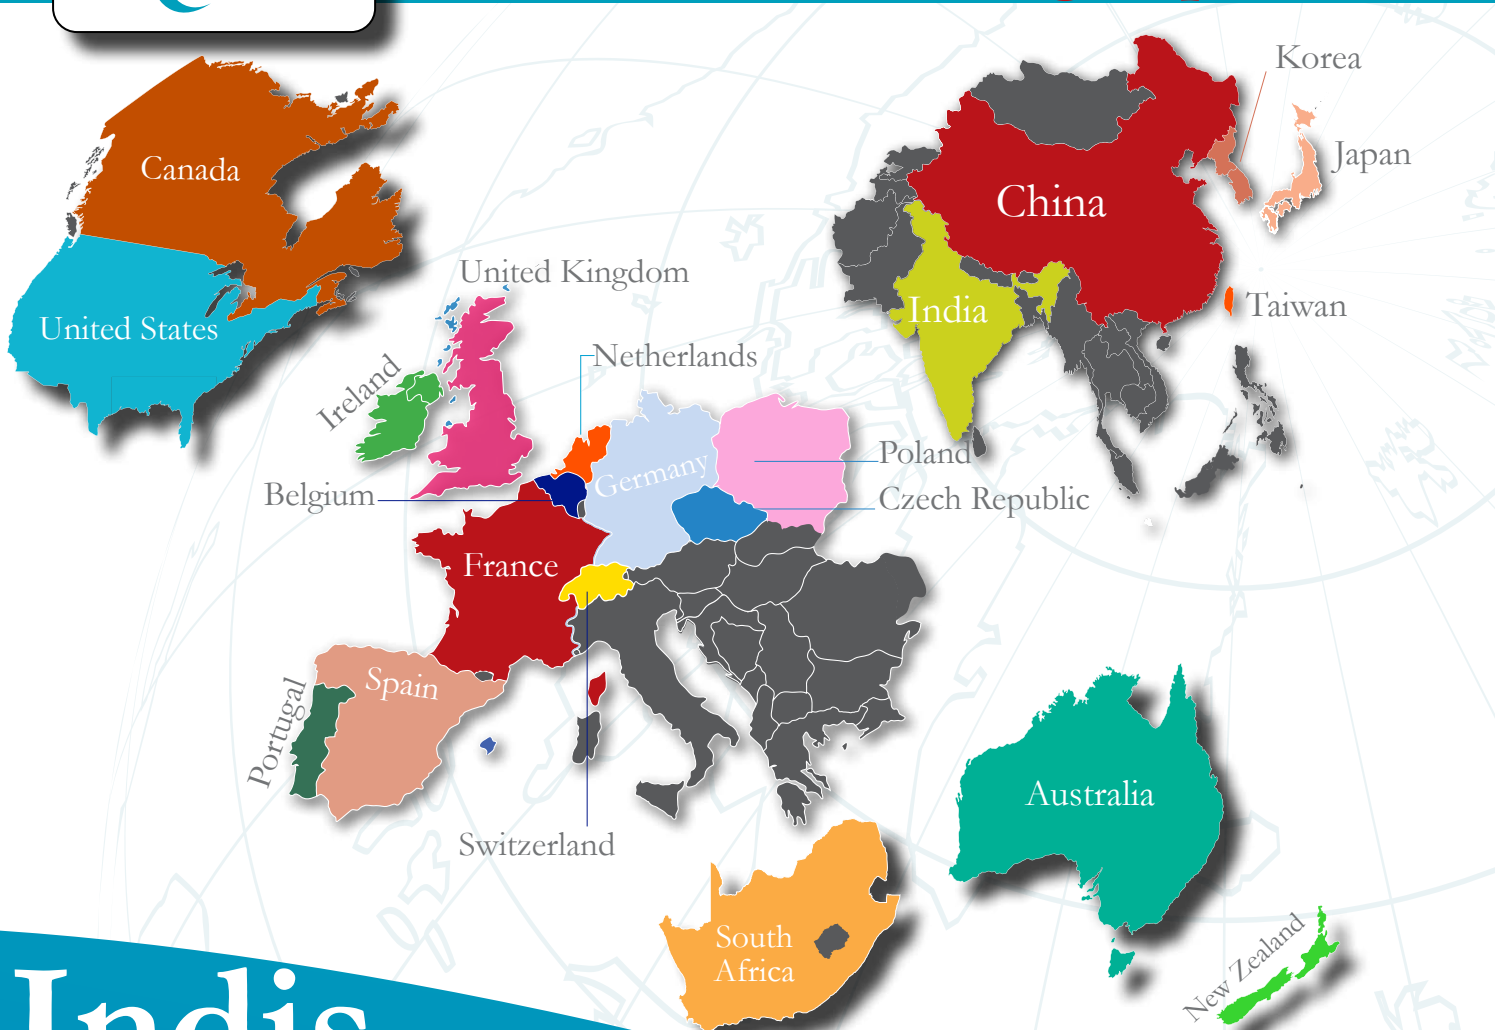 Korea
Canada
Japan
China
United Kingdom
Taiwan
India
United States
Netherlands
Ireland
Poland
Germany
Belgium
Czech Republic
France
Spain
Portugal
Australia
Switzerland
South
Africa
New Zealand
Indis